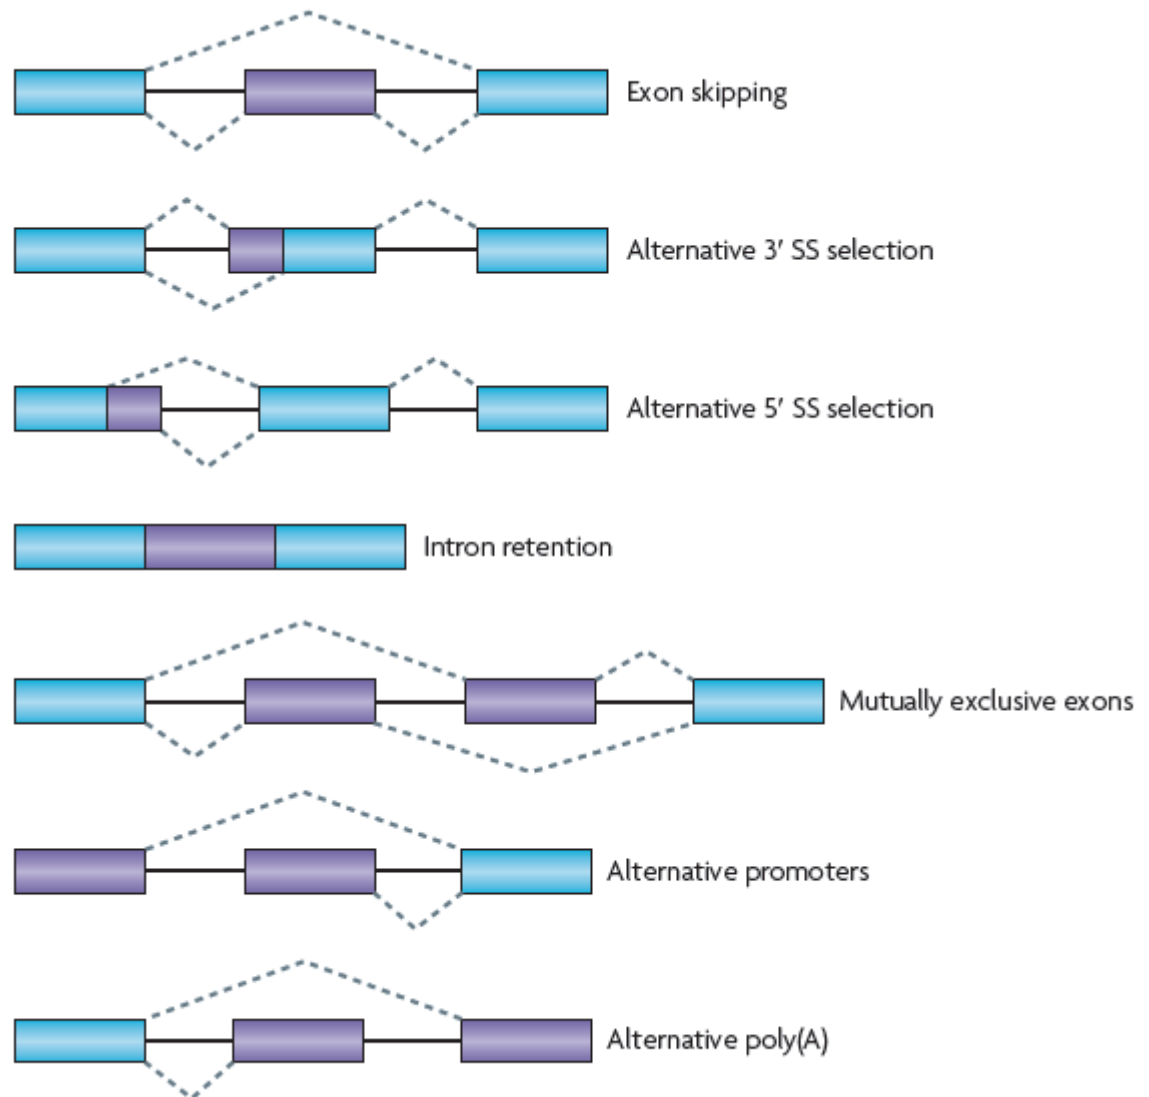 Exon skipping
Alternative 3′ SS selection
Alternative 5′ SS selection
Intron retention
Mutually exclusive exons
Alternative promoters
Alternative poly(A)